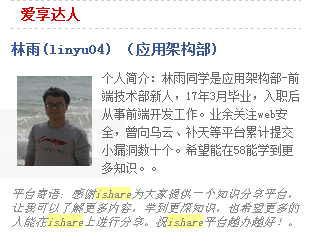 爱享达人
林雨(linyu04) (应用架构部)
个人简介：林雨同学是应用架构部-前
端技术部新人，17年3月毕业，入职后
从事前端开发工作。业余关注web安
全，曾向乌云、补天等平台累计提交
小漏洞数十个。希望能在58能学到更
多知识。。
平台寄语：感谢ishare为大家提供一个知识分享平台，
让我可以了解更多内容，学到更深知识，也希望更多的
人能在ishare上进行分享。祝ishare平台越办越好！。